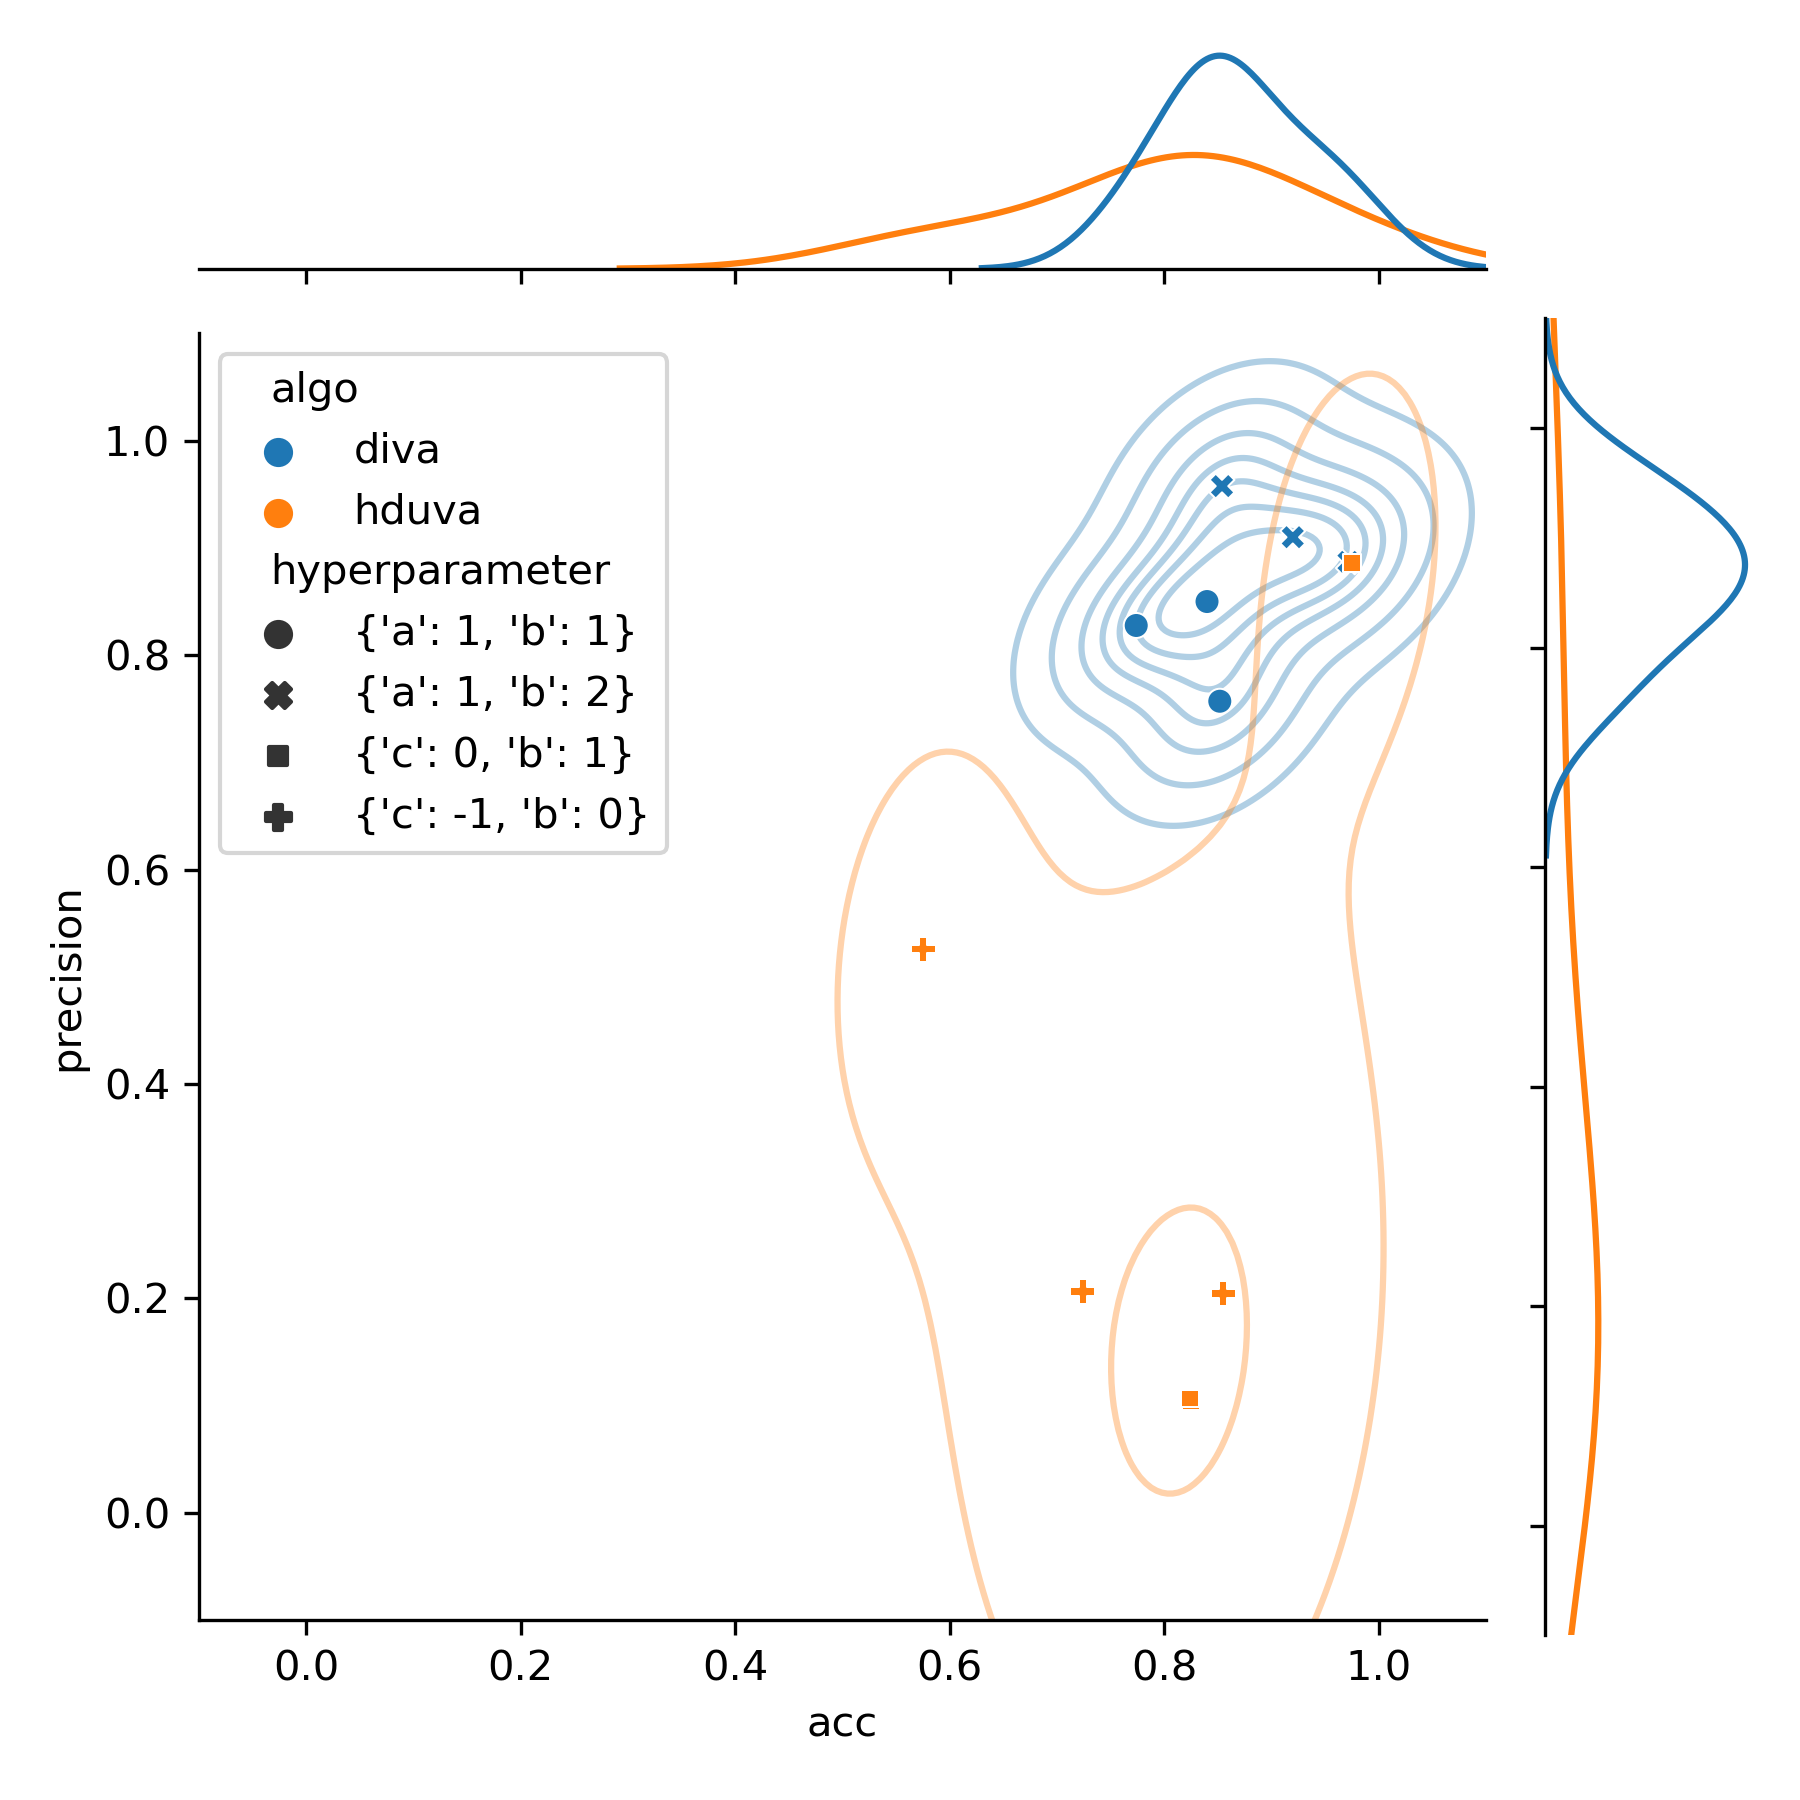 algo
diva
hduva
hyperparameter
{'a': 1, 'b': 1}
{'a': 1, 'b': 2}
{'c': 0, 'b': 1}
{'c': -1, 'b': 0}
precision
1.0
0.8
0.6
0.4
0.2
0.0
0.0 0.2 0.4 0.6 0.8 1.0
acc